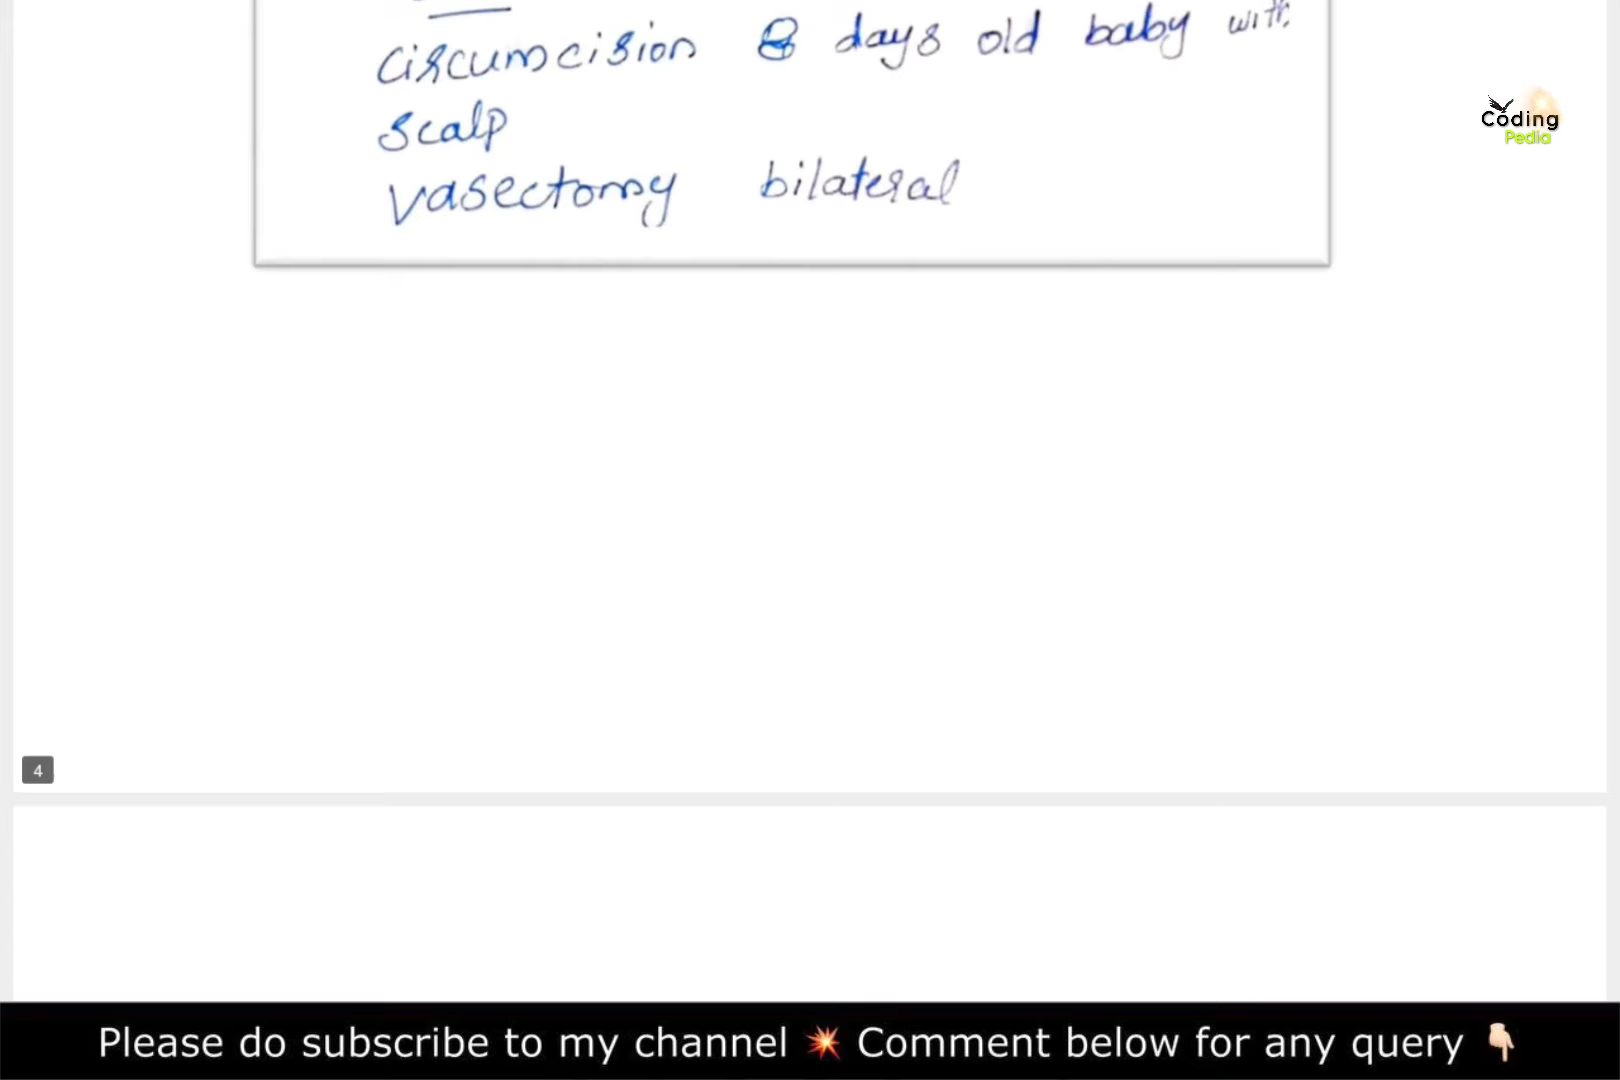 circumcision 8 days old baby with
scalp
vasectomy bilateral
Coding
Pedia
4
Please do subscribe to my channel 💥 Comment below for any query 👇🏻